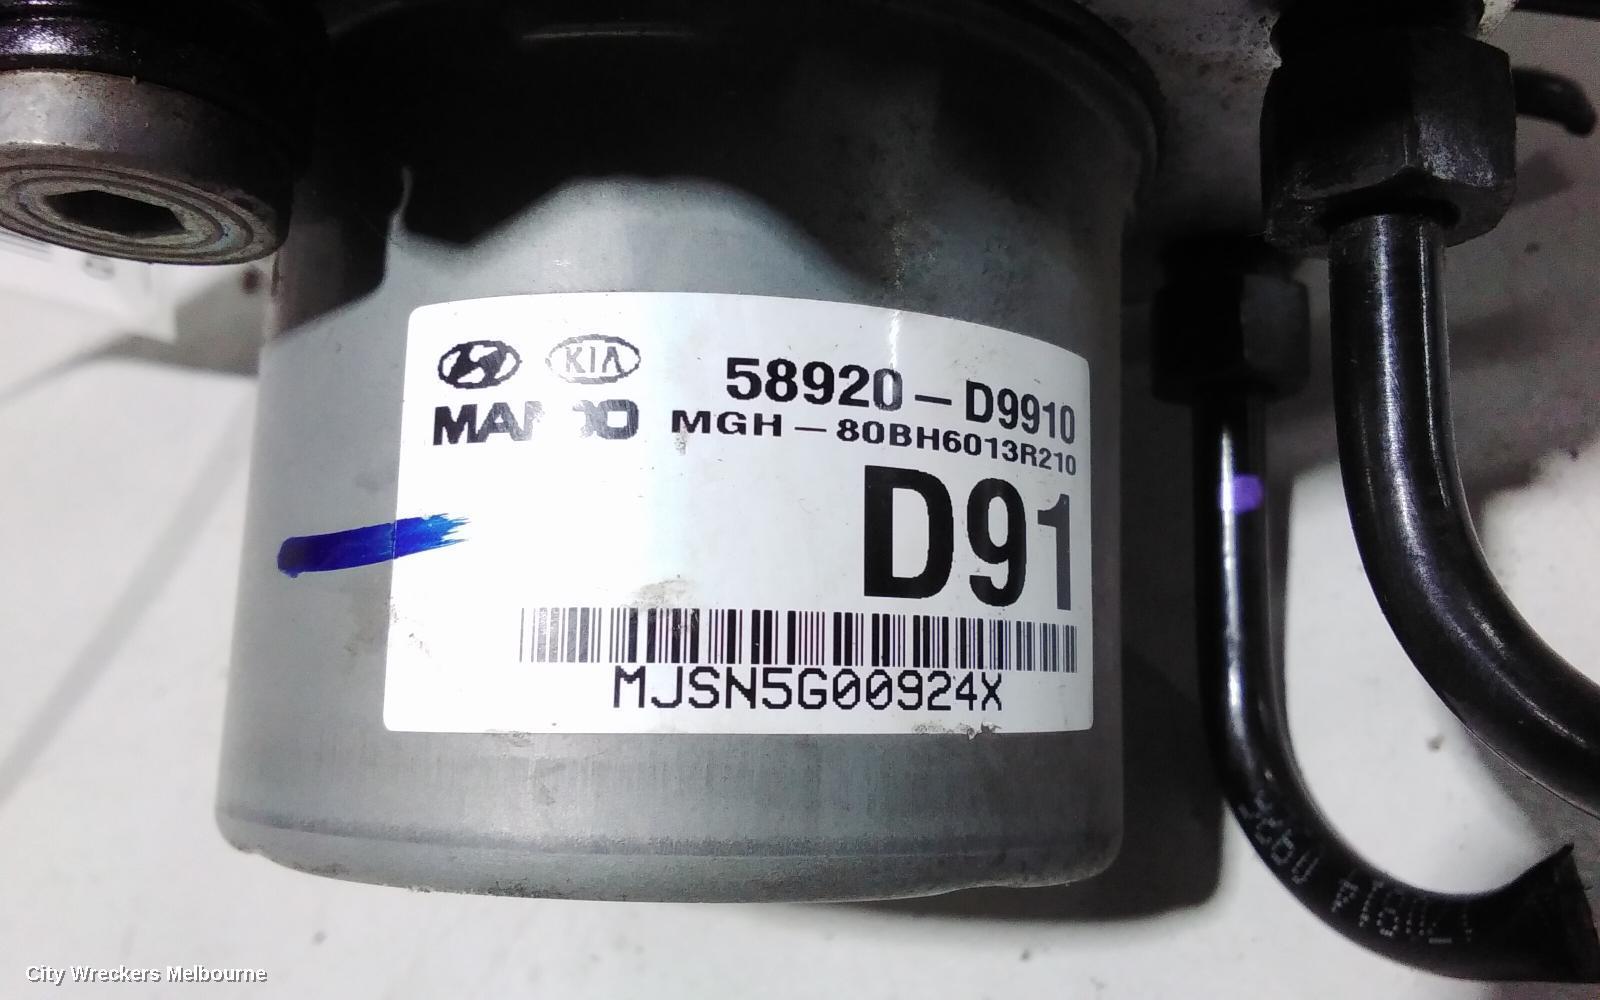 KIA
58920-D9910
MANDO
MGH-80BH6013R210
D91
MJSN5G00924X
City Wreckers Melbourne